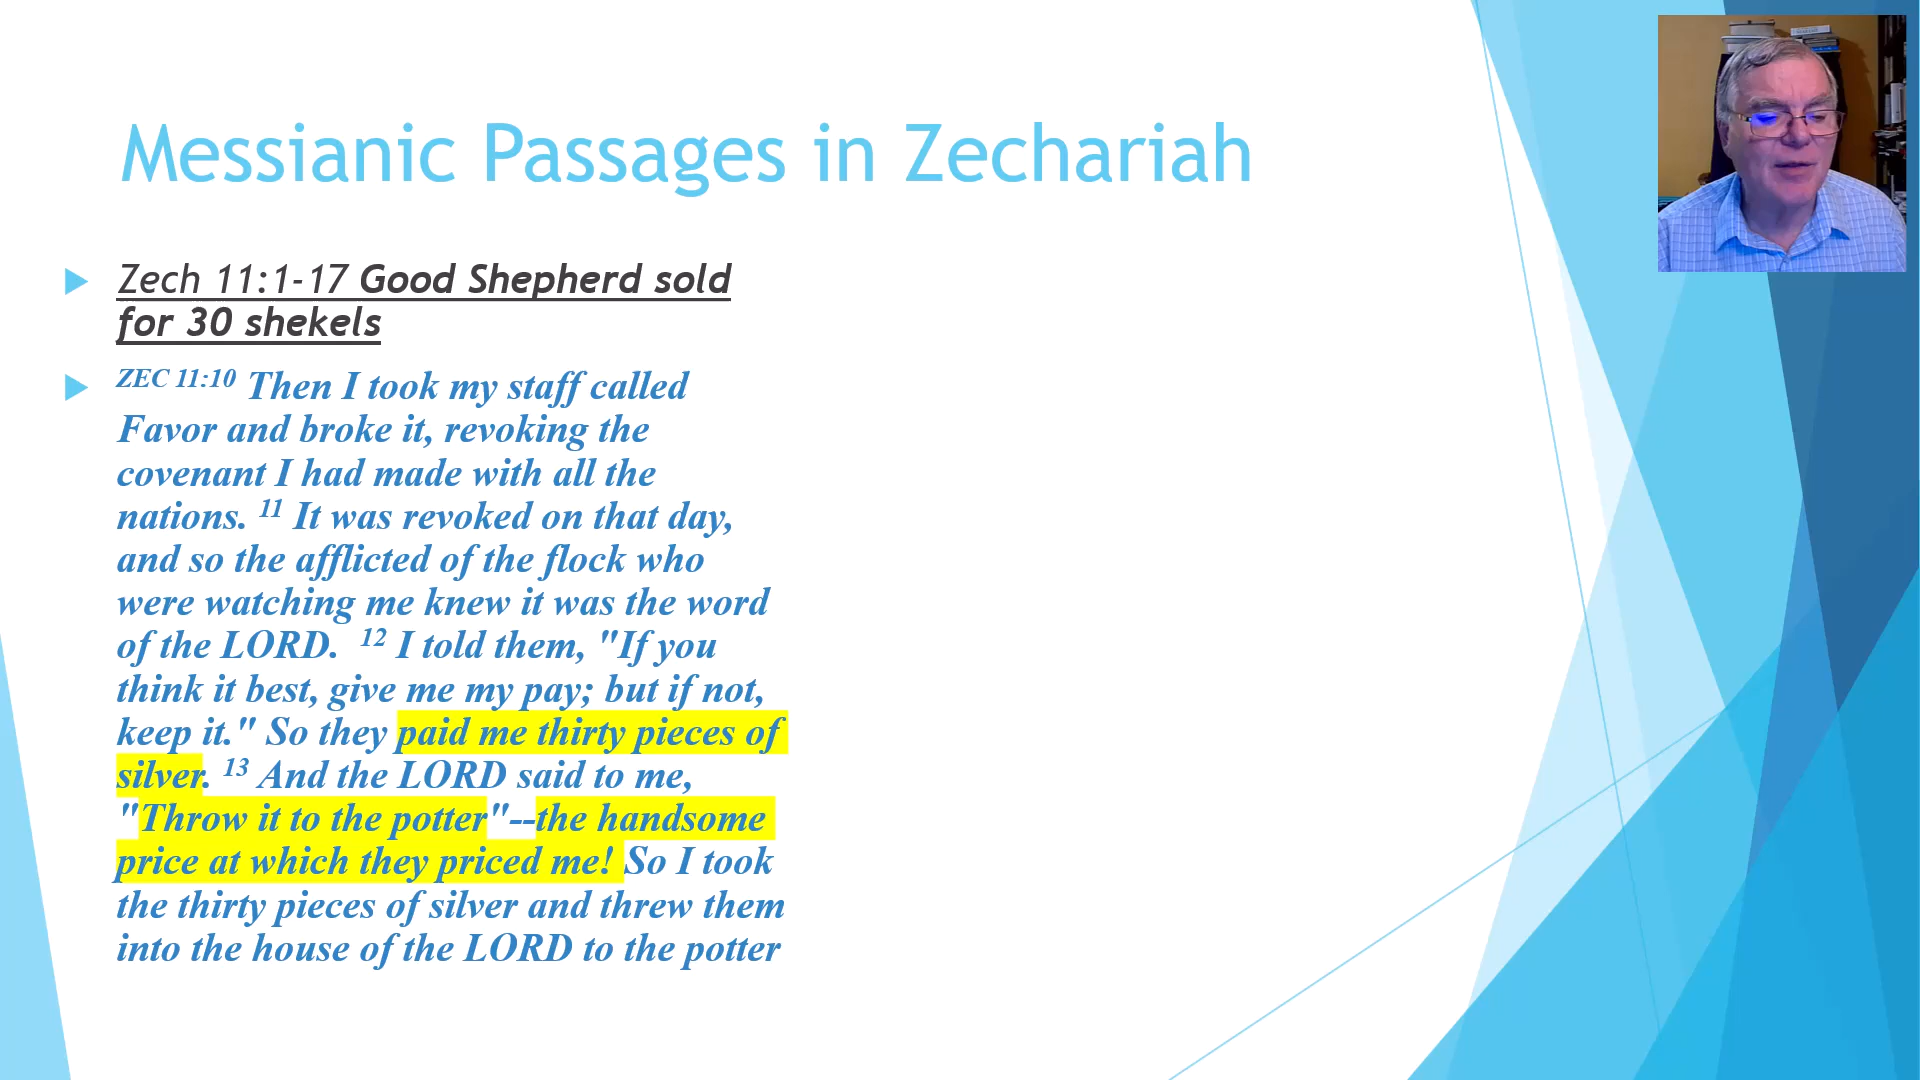 Messianic Passages in Zechariah
Zech 11:1-17 Good Shepherd sold
for 30 shekels
ZEC 11:10 Then I took my staff called
Favor and broke it, revoking the
covenant I had made with all the
nations. 11 It was revoked on that day,
and so the afflicted of the flock who
were watching me knew it was the word
of the LORD. 12 I told them, "If you
think it best, give me my pay; but if not,
keep it." So they paid me thirty pieces of
silver. 13 And the LORD said to me,
"Throw it to the potter"--the handsome
price at which they priced me! So I took
the thirty pieces of silver and threw them
into the house of the LORD to the potter